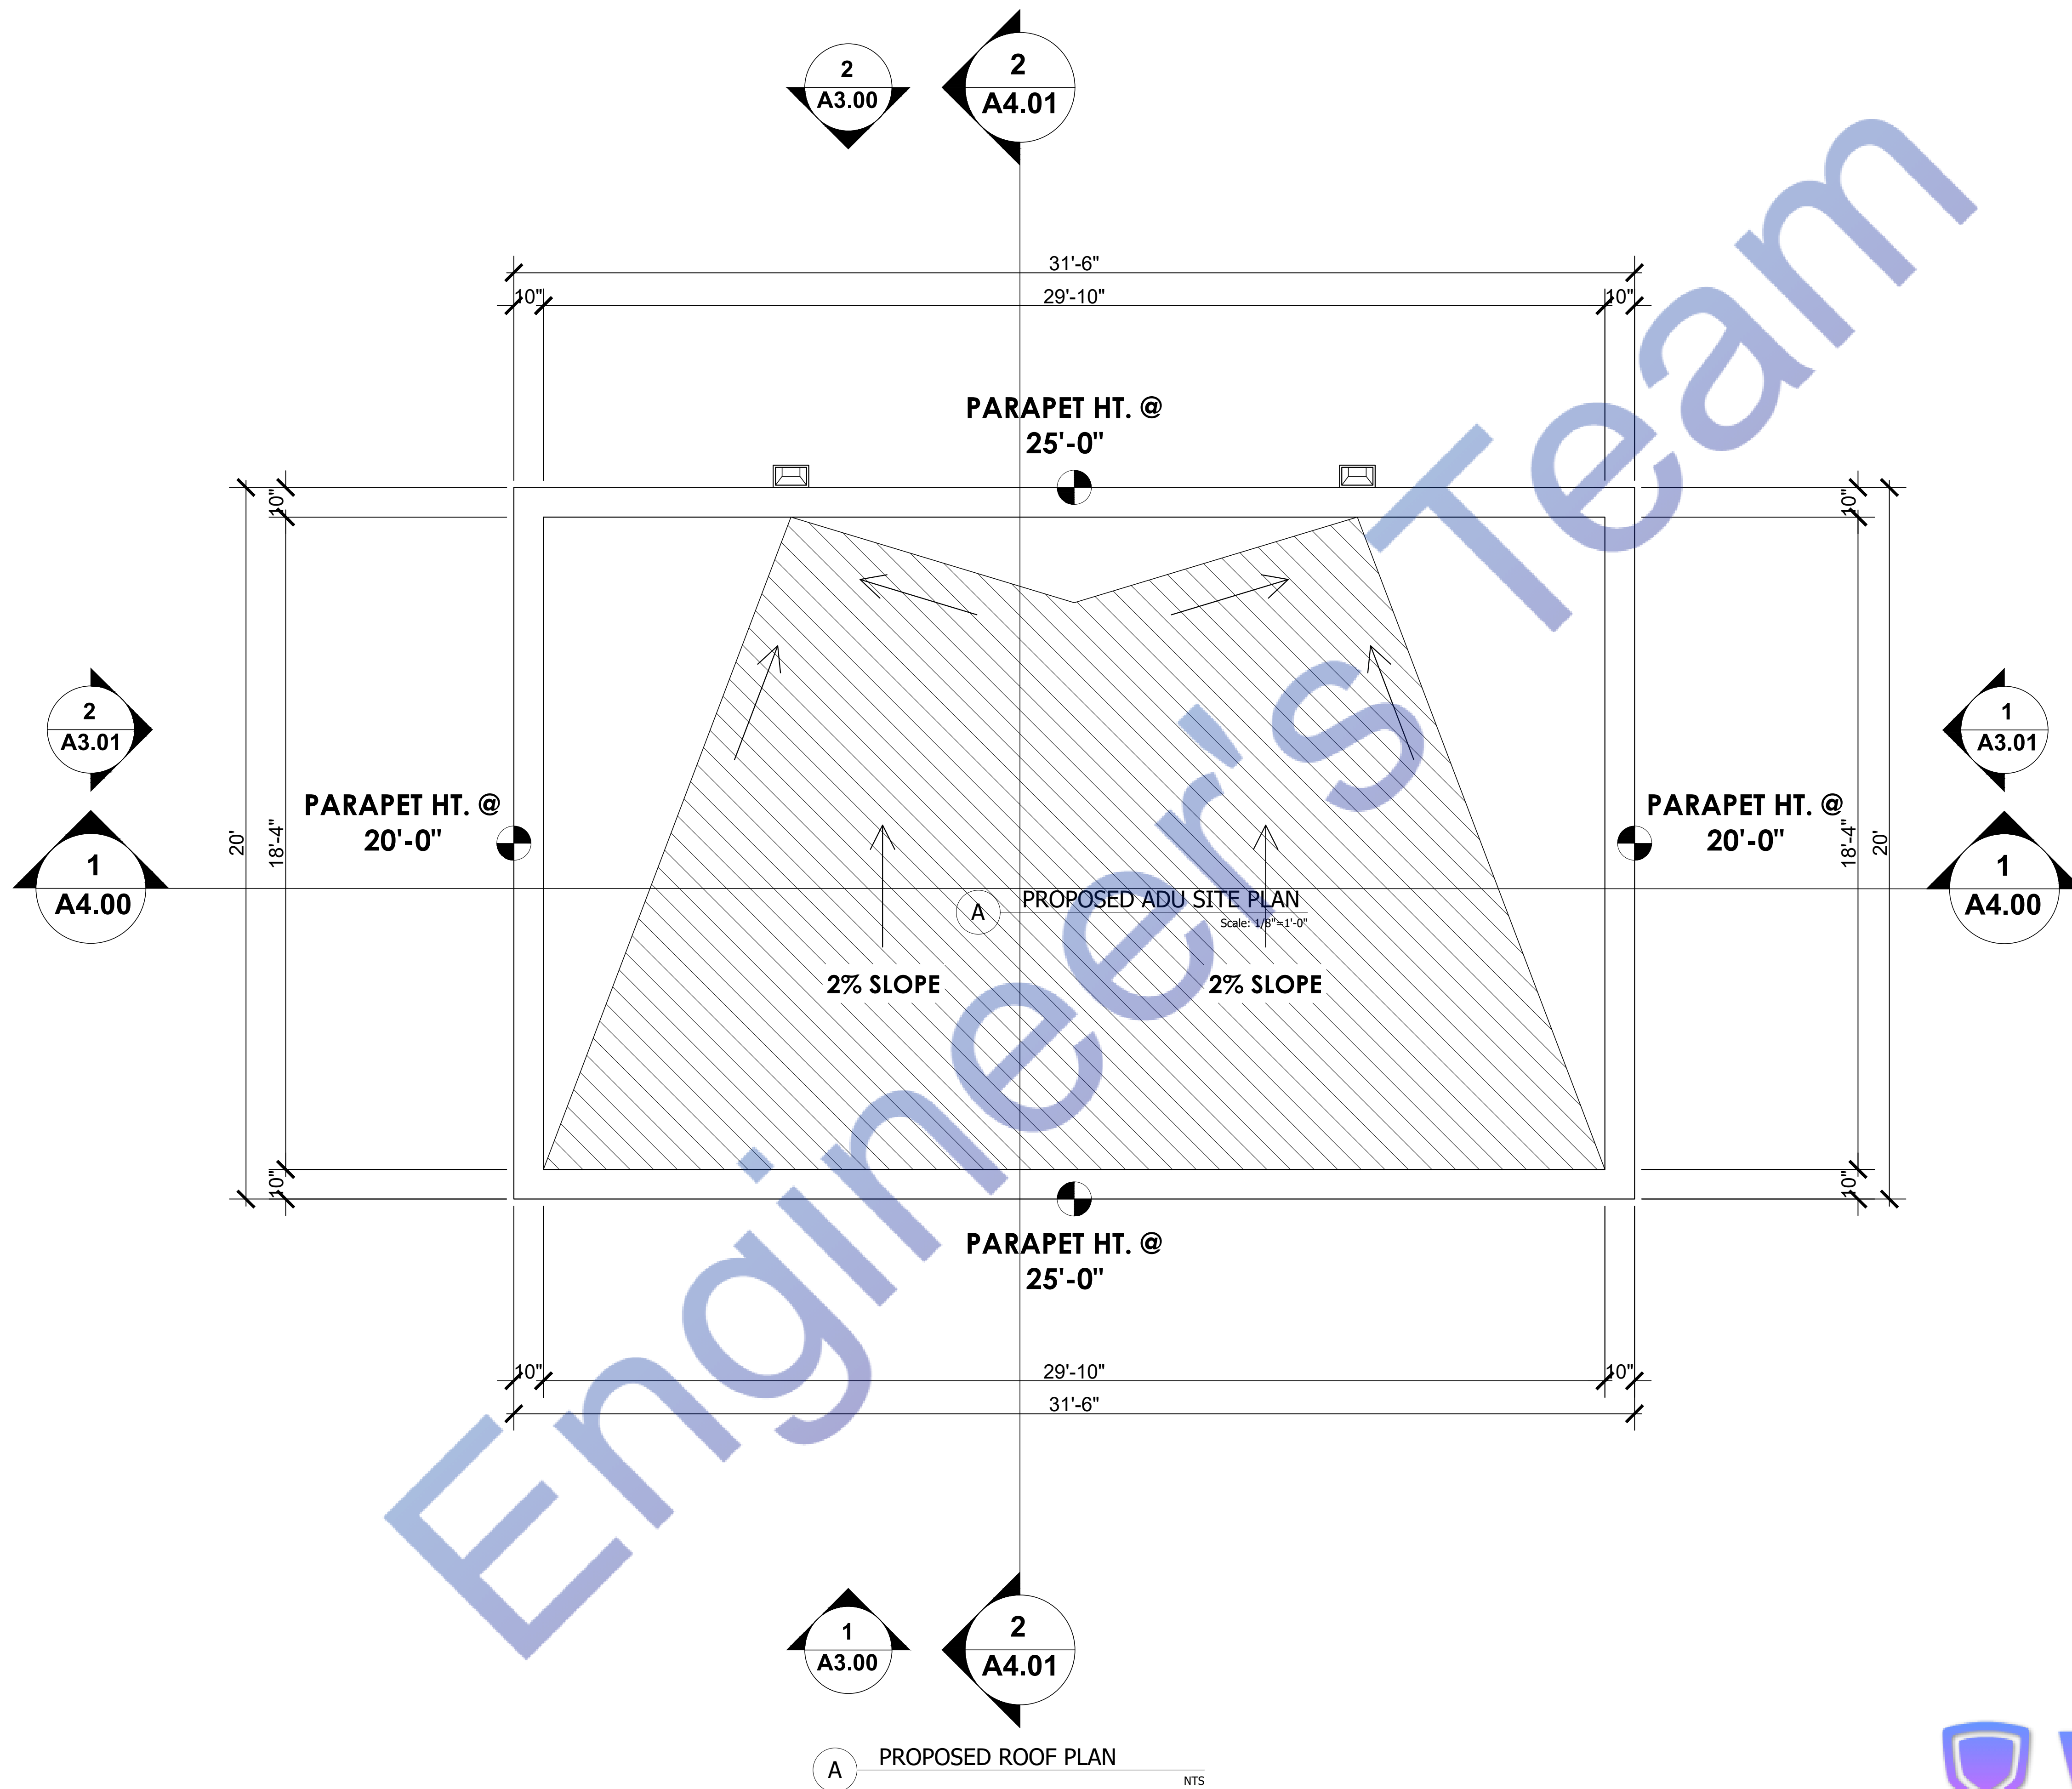 2
A3.00
2
A4.01
31'-6"
10"
29'-10"
10"
PARAPET HT. @
25'-0"
10"
10"
2
A3.01
1
A3.01
PARAPET HT. @
20'-0"
PARAPET HT. @
20'-0"
20'
18'-4"
18'-4"
20'
1
A4.00
1
A4.00
A
PROPOSED ADU SITE PLAN
Scale: 1/8"=1'-0"
2% SLOPE
2% SLOPE
10"
10"
PARAPET HT. @
25'-0"
10"
29'-10"
10"
31'-6"
1
A3.00
2
A4.01
A
PROPOSED ROOF PLAN
NTS
Engineer's Team